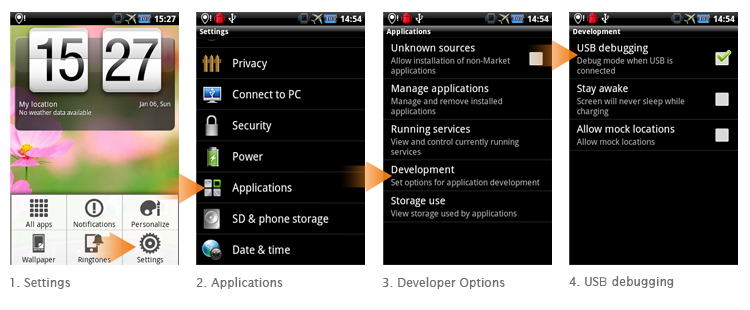 15:27
15 27
My location
No weather data available
Jan 06, Sun
All apps
Notifications
Personalize
Wallpaper
Ringtones
Settings
1. Settings
14:54
Settings
Privacy
Connect to PC
Security
Power
Applications
SD & phone storage
Date & time
2. Applications
14:54
Applications
Unknown sources
Allow installation of non-Market
applications
Manage applications
Manage and remove installed
applications
Running services
View and control currently running
services
Development
Set options for application development
Storage use
View storage used by applications
3. Developer Options
14:54
Development
USB debugging
Debug mode when USB is
connected
Stay awake
Screen will never sleep while
charging
Allow mock locations
Allow mock locations
4. USB debugging